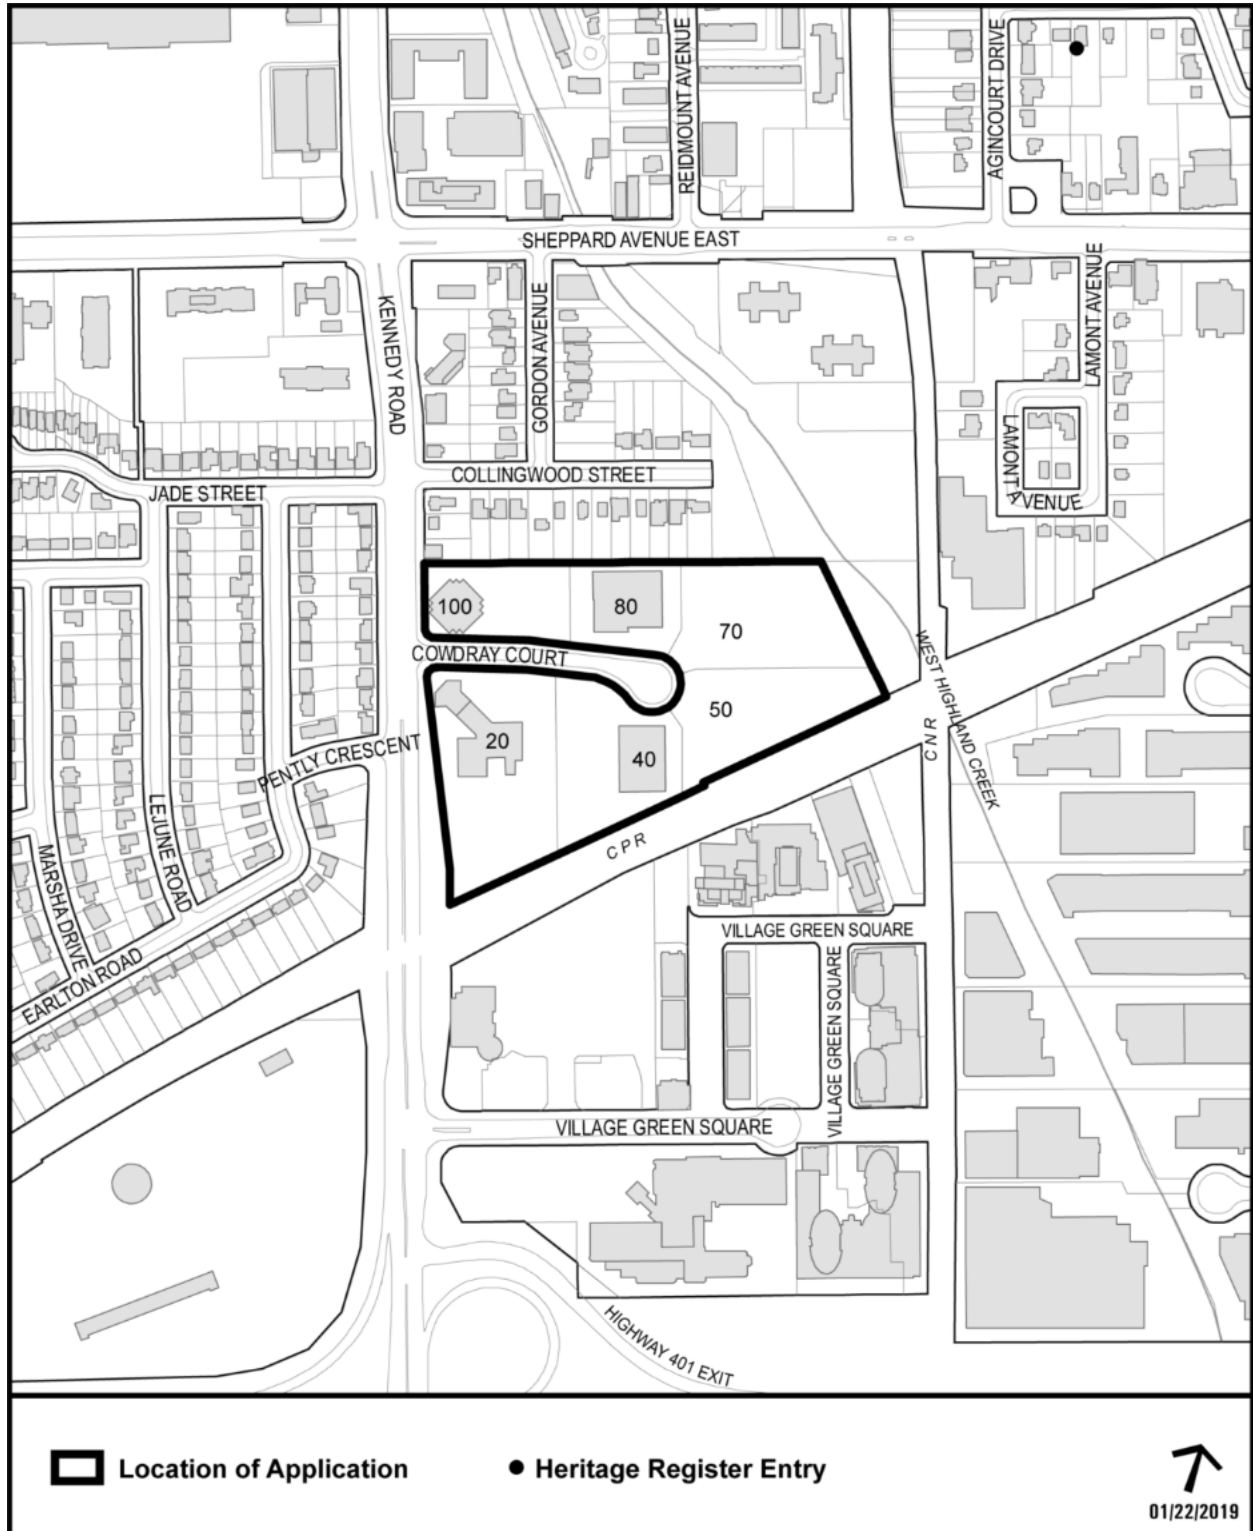 REIDMOUNT AVENUE
AGINCOURT DRIVE
SHEPPARD AVENUE EAST
KENNEDY ROAD
GORDON AVENUE
LAMONT AVENUE
LAMONT AVENUE
COLLINGWOOD STREET
JADE STREET
100
80
70
COWDRAY COURT
50
20
40
WEST HIGHLAND CREEK
CNR
PENTLY CRESCENT
LEJUNE ROAD
MARSHA DRIVE
EARLTON ROAD
CPR
VILLAGE GREEN SQUARE
VILLAGE GREEN SQUARE
VILLAGE GREEN SQUARE
HIGHWAY 401 EXIT
Location of Application
Heritage Register Entry
01/22/2019